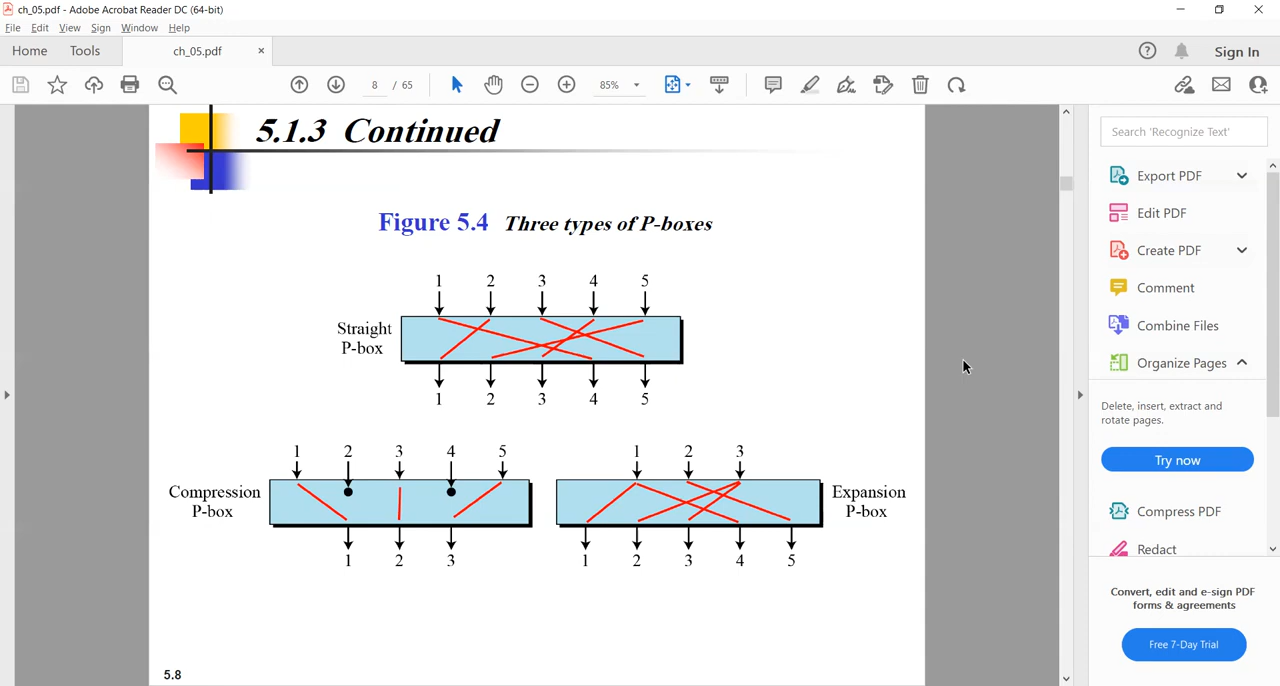 ch_05.pdf - Adobe Acrobat Reader DC (64-bit)
File Edit View Sign Window Help
Home Tools ch_05.pdf × Sign In
8 / 65 85%
Search 'Recognize Text'
Export PDF
Edit PDF
Create PDF
Comment
Combine Files
Organize Pages
Delete, insert, extract and
rotate pages.
Try now
Compress PDF
Redact
Convert, edit and e-sign PDF
forms & agreements
Free 7-Day Trial
5.1.3 Continued
Figure 5.4 Three types of P-boxes
1 2 3 4 5
Straight
P-box
1 2 3 4 5
1 2 3 4 5
Compression
P-box
1 2 3
1 2 3
Expansion
P-box
1 2 3 4 5
5.8